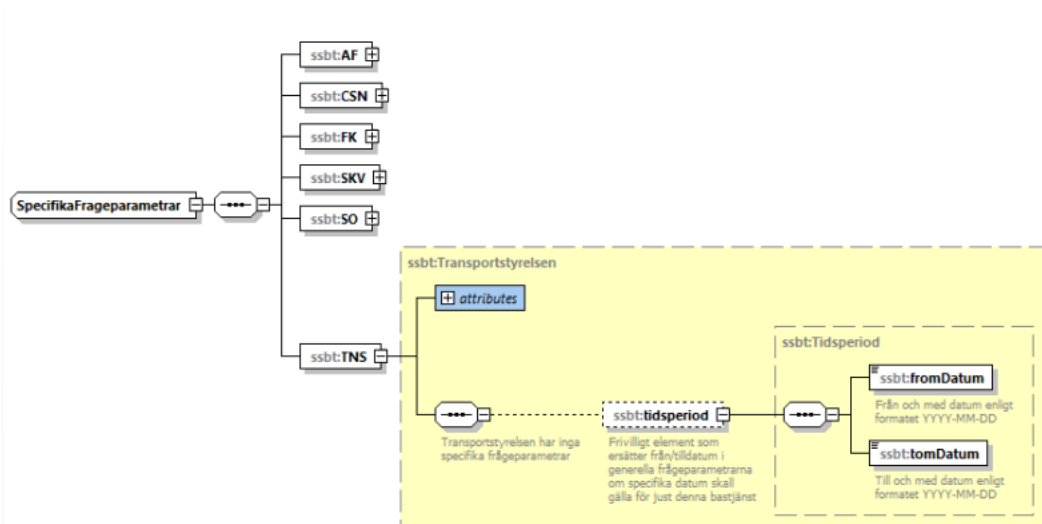 ssbt:AF
ssbt:CSN
ssbt:FK
ssbt:SKV
SpecifikaFrageparametrar
ssbt:SO
ssbt:Transportstyrelsen
attributes
ssbt:TNS
ssbt:Tidsperiod
ssbt:fromDatum
Från och med datum enligt
formatet YYYY-MM-DD
ssbt:tidsperiod
Transportstyrelsen har inga
specifika frågeparametrar
Frivilligt element som
ersätter från/tilldatum i
generella frågeparametrarna
om specifika datum skall
gälla för just denna bastjänst
ssbt:tomDatum
Till och med datum enligt
formatet YYYY-MM-DD